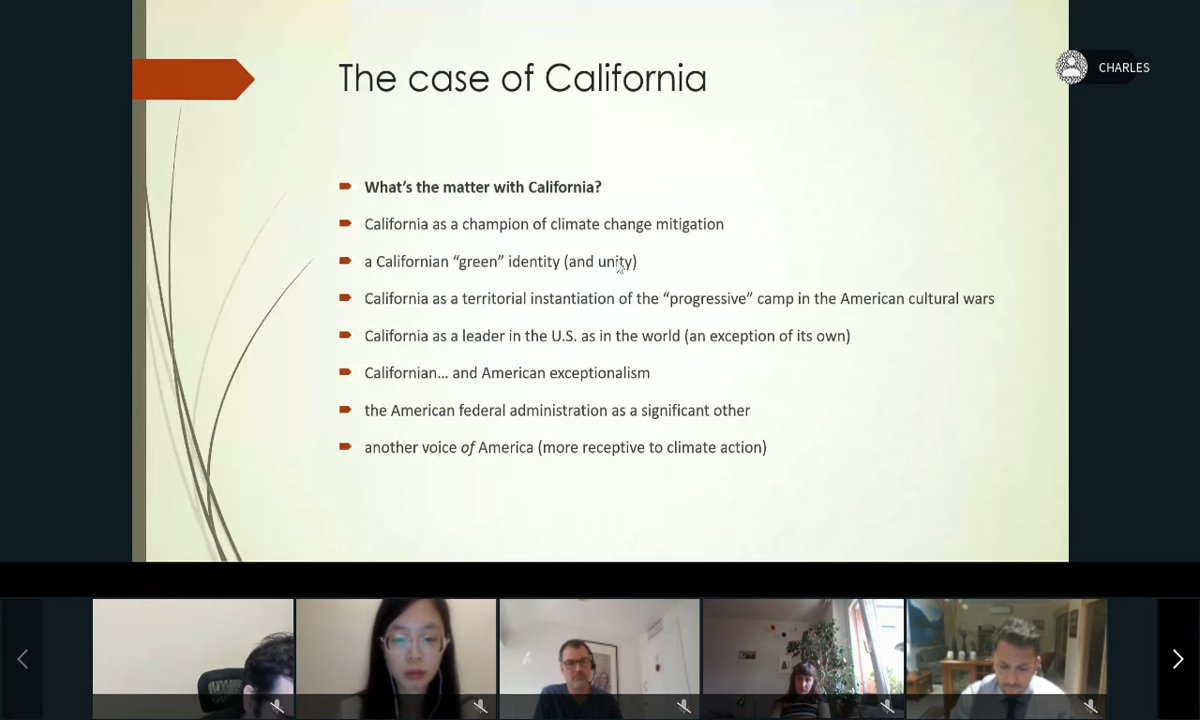 The case of California
CHARLES
What's the matter with California?
California as a champion of climate change mitigation
a Californian “green” identity (and unity)
California as a territorial instantiation of the “progressive” camp in the American cultural wars
California as a leader in the U.S. as in the world (an exception of its own)
Californian... and American exceptionalism
the American federal administration as a significant other
another voice of America (more receptive to climate action)